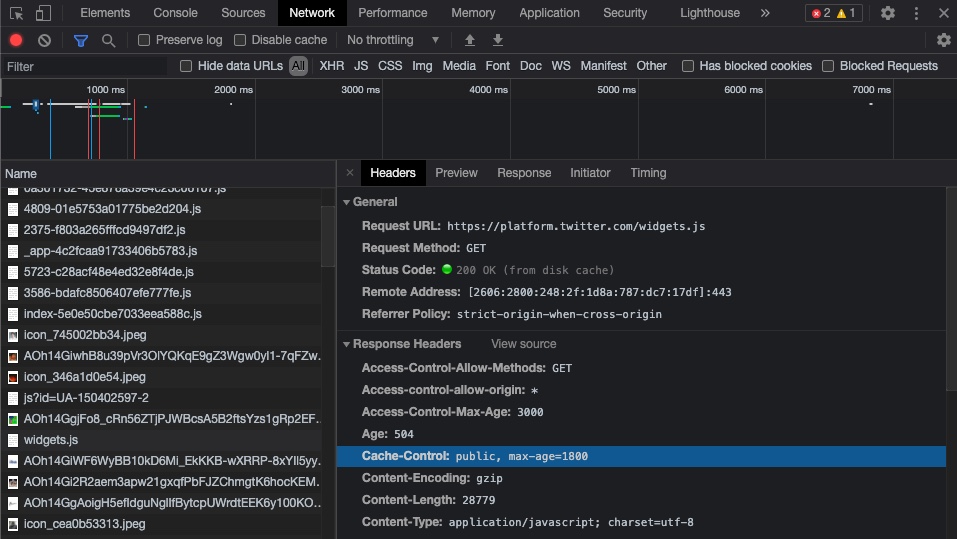 Elements Console Sources Network Performance Memory Application Security Lighthouse » 2 1
Preserve log Disable cache No throttling
Filter Hide data URLs All XHR JS CSS Img Media Font Doc WS Manifest Other Has blocked cookies Blocked Requests
1000 ms 2000 ms 3000 ms 4000 ms 5000 ms 6000 ms 7000 ms
Name
4809-01e5753a01775be2d204.js
2375-f803a265fffcd9497df2.js
_app-4c2fcaa91733406b5783.js
5723-c28acf48e4ed32e8f4de.js
3586-bdafc8506407efe777fe.js
index-5e0e50cbe7033eea588c.js
icon_745002bb34.jpeg
AOh14GiwhB8u39pVr3OlYQKqE9gZ3Wgw0yI1-7qFZw...
icon_346a1d0e54.jpeg
js?id=UA-150402597-2
AOh14GgjFo8_cRn56ZTjPJWBcsA5B2ftsYzs1gRp2EF...
widgets.js
AOh14GiWF6WyBB10kD6Mi_EkKKB-wXRRP-8xYIl5yy...
AOh14Gi2R2aem3apw21gxqfPbFJZChmgtK6hocKEM...
AOh14GgAoigH5efIdguNglIfBytcpUWrdtEEK6y100KO...
icon_cea0b53313.jpeg
× Headers Preview Response Initiator Timing
General
Request URL: https://platform.twitter.com/widgets.js
Request Method: GET
Status Code: 200 OK (from disk cache)
Remote Address: [2606:2800:248:2f:1d8a:787:dc7:17df]:443
Referrer Policy: strict-origin-when-cross-origin
Response Headers View source
Access-Control-Allow-Methods: GET
Access-control-allow-origin: *
Access-Control-Max-Age: 3000
Age: 504
Cache-Control: public, max-age=1800
Content-Encoding: gzip
Content-Length: 28779
Content-Type: application/javascript; charset=utf-8